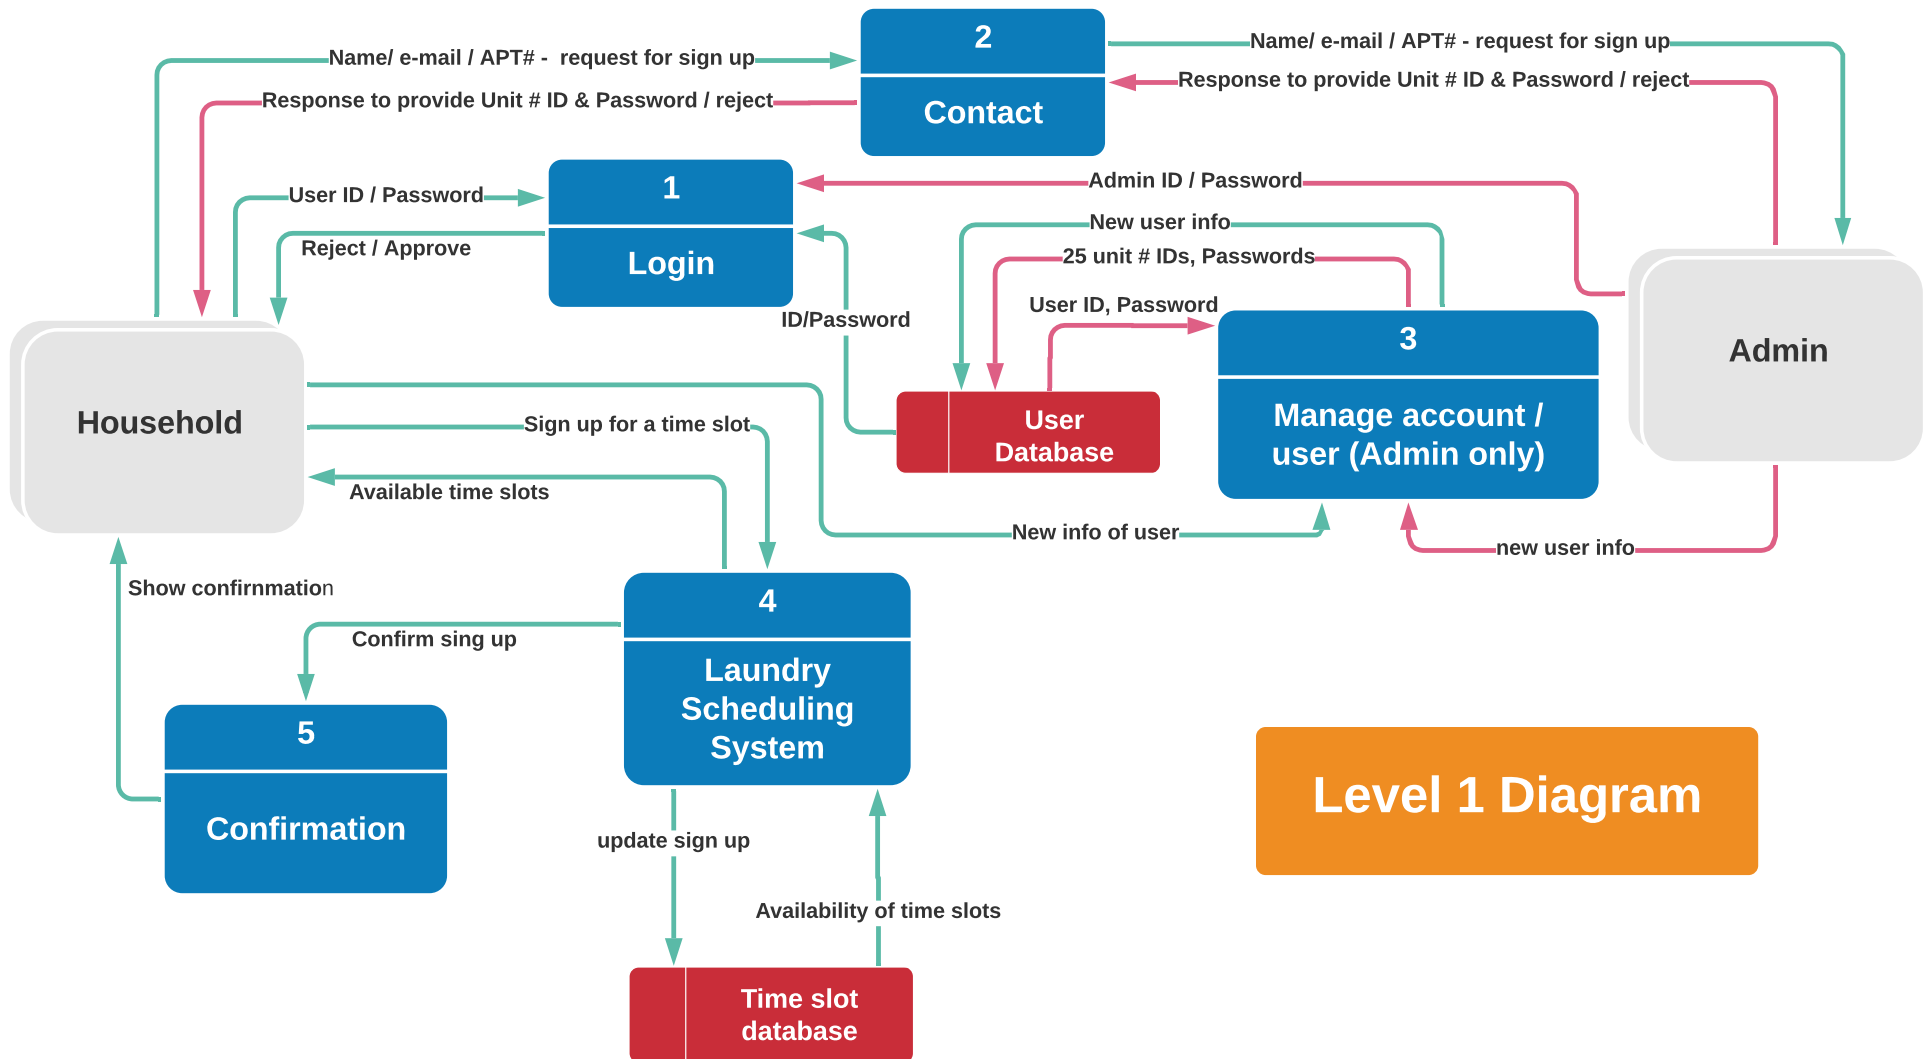 2
Contact
Name/ e-mail / APT# -  request for sign up
Response to provide Unit # ID & Password / reject
Name/ e-mail / APT# - request for sign up
Response to provide Unit # ID & Password / reject
1
Login
User ID / Password
Reject / Approve
Admin ID / Password
New user info
25 unit # IDs, Passwords
User ID, Password
ID/Password
3
Manage account /
user (Admin only)
Admin
Household
User
Database
Sign up for a time slot
Available time slots
New info of user
new user info
Show confirnmation
Confirm sing up
4
Laundry
Scheduling
System
5
Confirmation
Level 1 Diagram
update sign up
Availability of time slots
Time slot
database